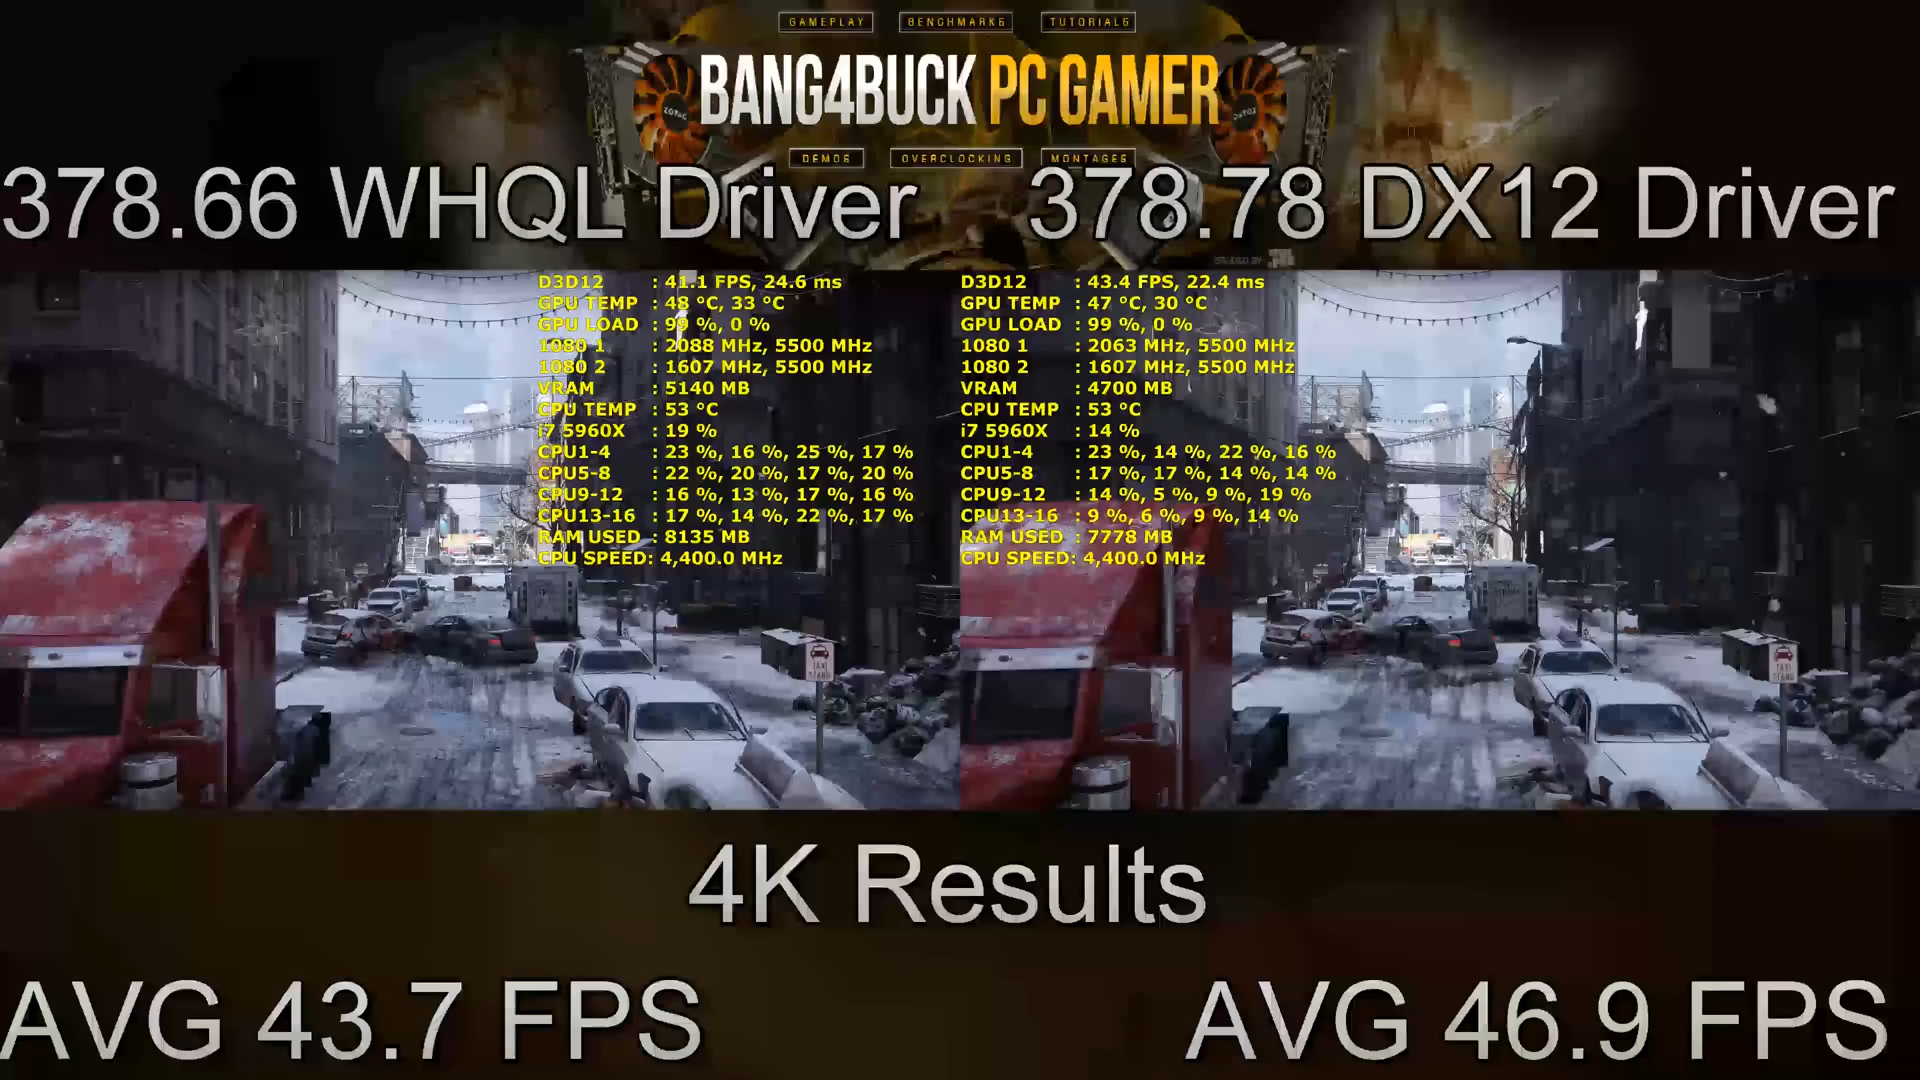 GAMEPLAY BENCHMARKS TUTORIALS
BANG4BUCK PC GAMER
ZOTAC
DEMOS OVERCLOCKING MONTAGES
378.66 WHQL Driver
378.78 DX12 Driver
D3D12 : 41.1 FPS, 24.6 ms
GPU TEMP : 48 °C, 33 °C
GPU LOAD : 99 %, 0 %
1080 1 : 2088 MHz, 5500 MHz
1080 2 : 1607 MHz, 5500 MHz
VRAM : 5140 MB
CPU TEMP : 53 °C
i7 5960X : 19 %
CPU1-4 : 23 %, 16 %, 25 %, 17 %
CPU5-8 : 22 %, 20 %, 17 %, 20 %
CPU9-12 : 16 %, 13 %, 17 %, 16 %
CPU13-16 : 17 %, 14 %, 22 %, 17 %
RAM USED : 8135 MB
CPU SPEED: 4,400.0 MHz
D3D12 : 43.4 FPS, 22.4 ms
GPU TEMP : 47 °C, 30 °C
GPU LOAD : 99 %, 0 %
1080 1 : 2063 MHz, 5500 MHz
1080 2 : 1607 MHz, 5500 MHz
VRAM : 4700 MB
CPU TEMP : 53 °C
i7 5960X : 14 %
CPU1-4 : 23 %, 14 %, 22 %, 16 %
CPU5-8 : 17 %, 17 %, 14 %, 14 %
CPU9-12 : 14 %, 5 %, 9 %, 19 %
CPU13-16 : 9 %, 6 %, 9 %, 14 %
RAM USED : 7778 MB
CPU SPEED: 4,400.0 MHz
TAXI
STAND
TAXI
STAND
4K Results
AVG 43.7 FPS
AVG 46.9 FPS